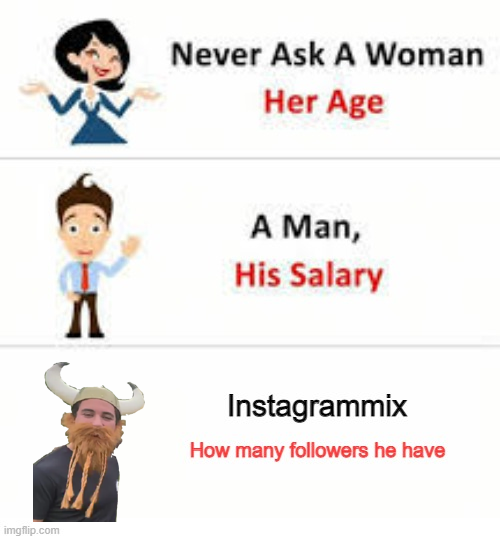 Never Ask A Woman
Her Age
A Man,
His Salary
Instagrammix
How many followers he have
imgflip.com